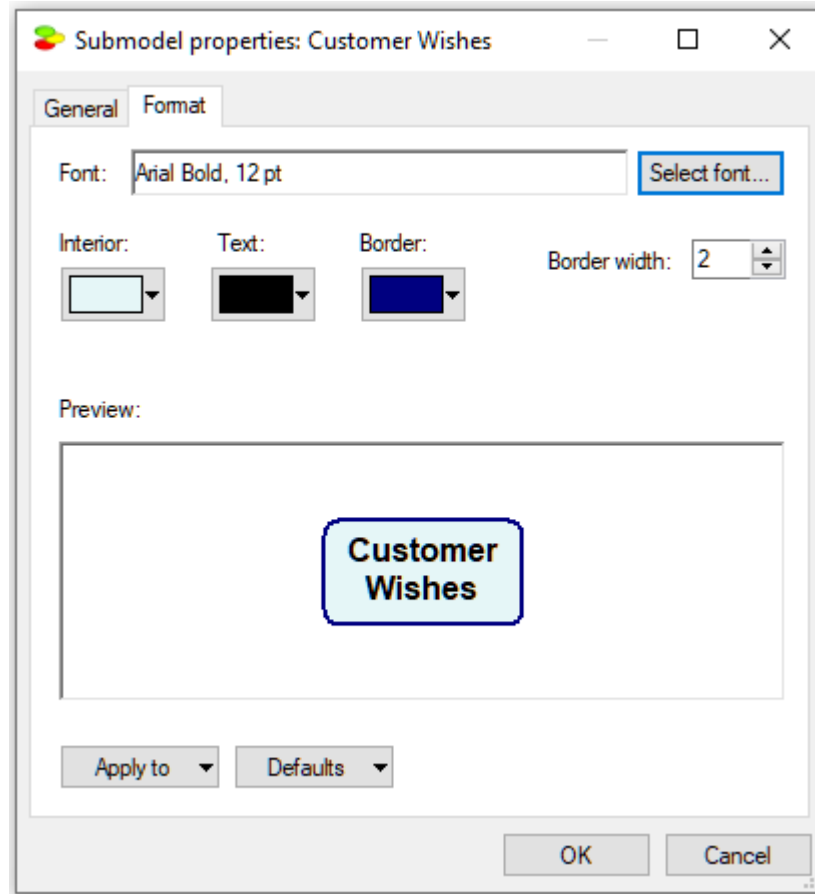 Submodel properties: Customer Wishes
General Format
Font: Arial Bold, 12 pt Select font...
Interior: Text: Border:
Border width: 2
Preview:
Customer
Wishes
Apply to Defaults
OK Cancel